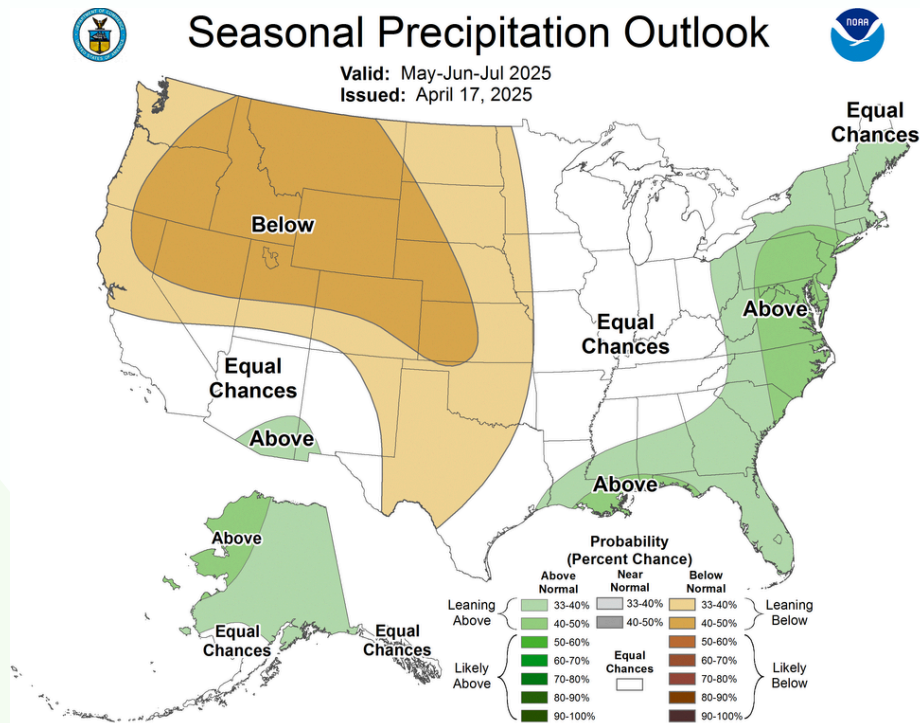 Seasonal Precipitation Outlook
NOAA
Valid: May-Jun-Jul 2025
Issued: April 17, 2025
Equal
Chances
Below
Above
Equal
Chances
Equal
Chances
Above
Above
Above
Equal
Chances
Equal
Chances
Probability
(Percent Chance)
Above
Normal
Near
Normal
Below
Normal
Leaning
Above
33-40%
40-50%
33-40%
40-50%
33-40%
40-50%
Leaning
Below
Likely
Above
50-60%
60-70%
70-80%
80-90%
90-100%
Equal
Chances
50-60%
60-70%
70-80%
80-90%
90-100%
Likely
Below